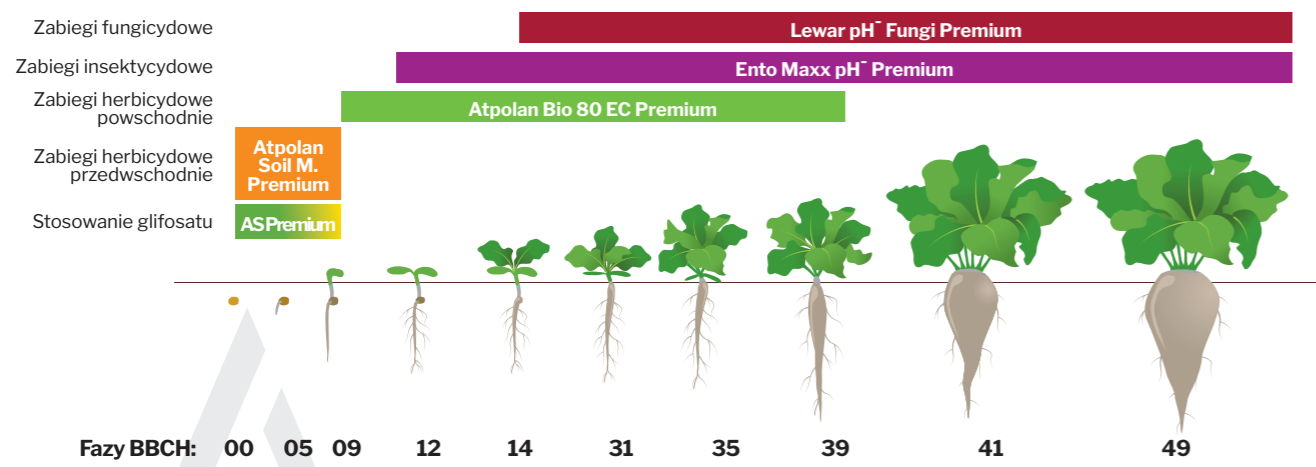 Zabiegi fungicydowe
Lewar pH⁻ Fungi Premium
Zabiegi insektycydowe
Ento Maxx pH⁻ Premium
Zabiegi herbicydowe
powschodnie
Atpolan Bio 80 EC Premium
Zabiegi herbicydowe
przedwschodnie
Atpolan
Soil M.
Premium
Stosowanie glifosatu
AS Premium
Fazy BBCH: 00 05 09 12 14 31 35 39 41 49